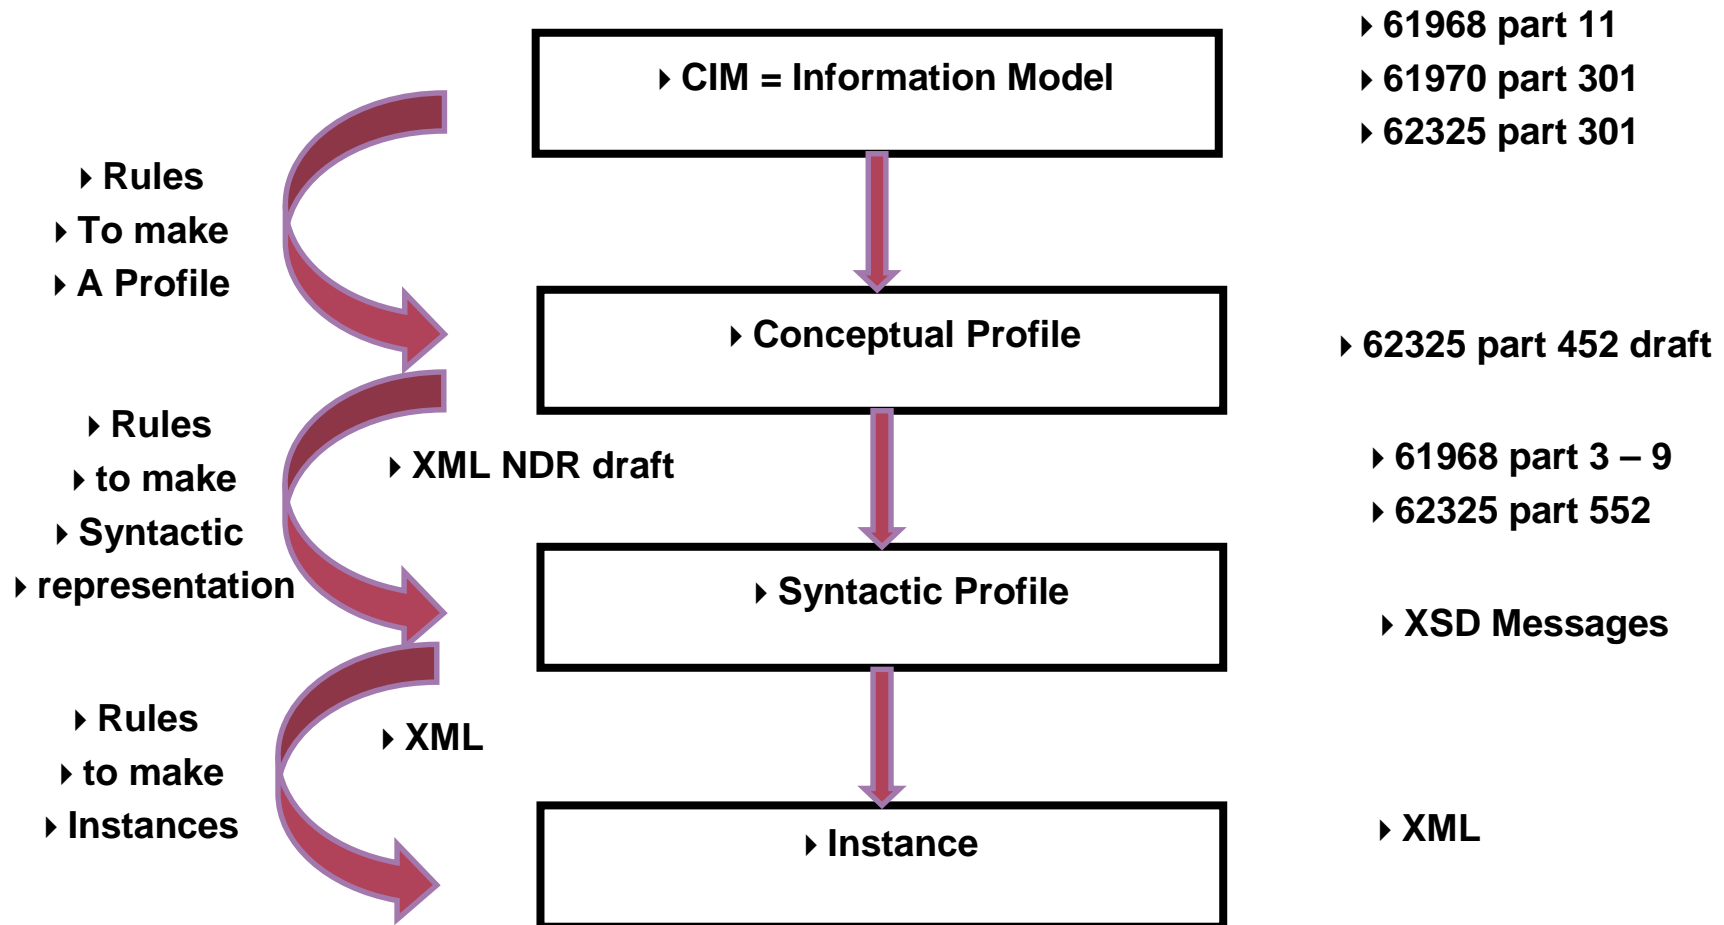 ‣ 61968 part 11
‣ CIM = Information Model
‣ 61970 part 301
‣ 62325 part 301
‣ Rules
‣ To make
‣ A Profile
‣ Conceptual Profile
‣ 62325 part 452 draft
‣ Rules
‣ to make
‣ Syntactic
‣ representation
‣ XML NDR draft
‣ 61968 part 3 – 9
‣ 62325 part 552
‣ Syntactic Profile
‣ XSD Messages
‣ Rules
‣ to make
‣ Instances
‣ XML
‣ Instance
‣ XML